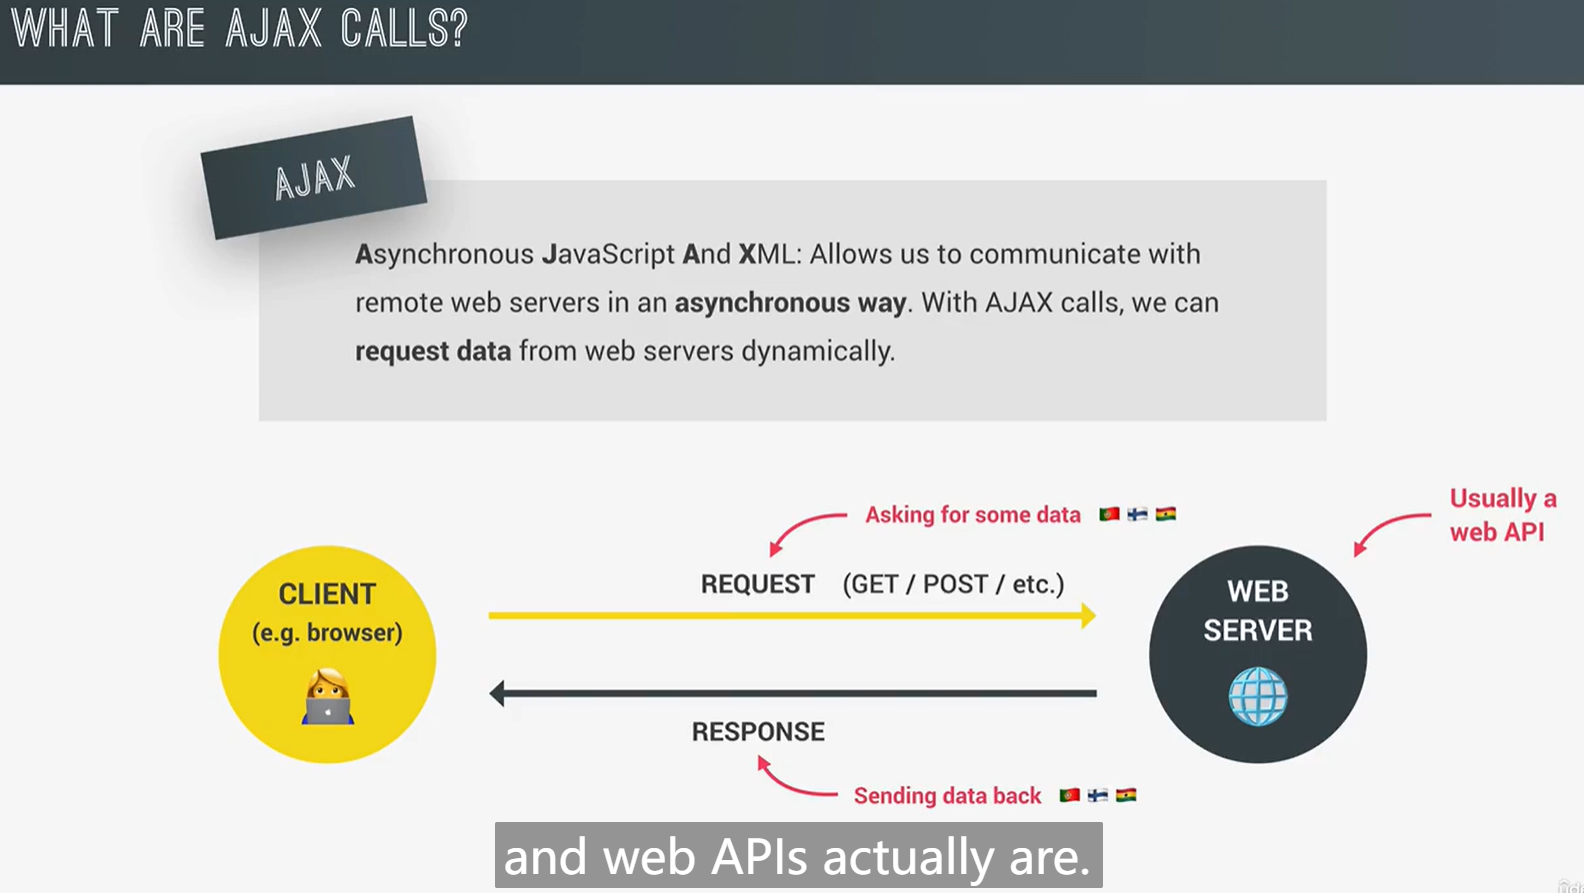 WHAT ARE AJAX CALLS?
AJAX
Asynchronous JavaScript And XML: Allows us to communicate with
remote web servers in an asynchronous way. With AJAX calls, we can
request data from web servers dynamically.
Usually a
web API
Asking for some data
REQUEST (GET / POST / etc.)
CLIENT
(e.g. browser)
WEB
SERVER
RESPONSE
Sending data back
and web APIs actually are.